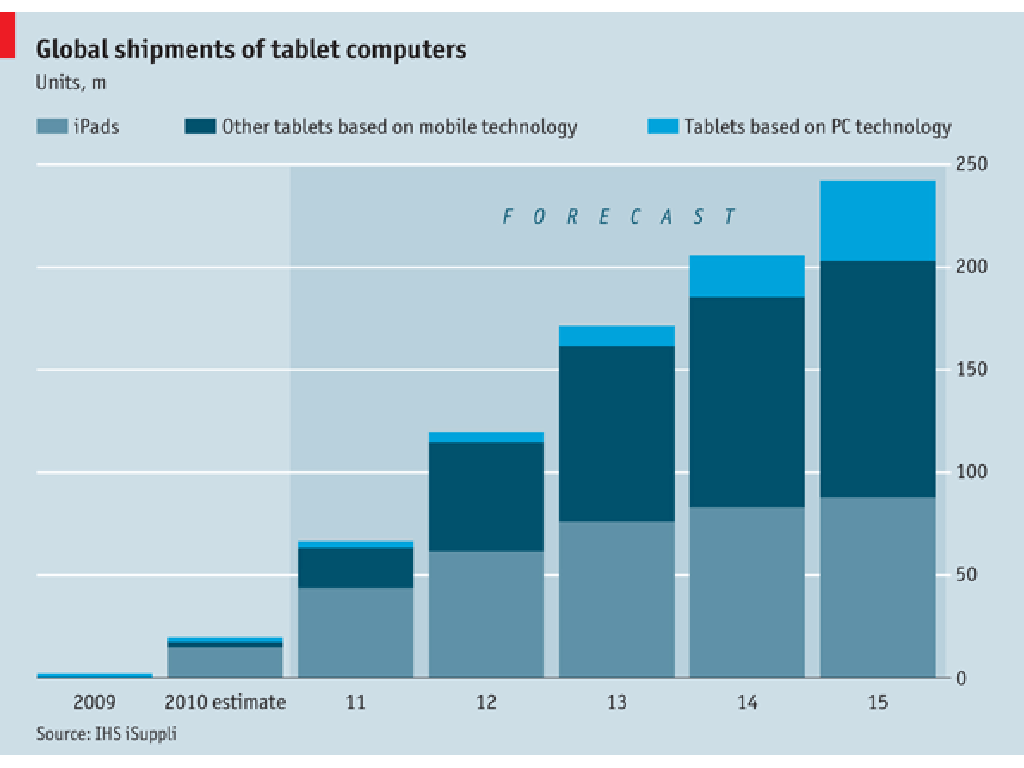 Global shipments of tablet computers
Units, m
iPads Other tablets based on mobile technology Tablets based on PC technology
250
FORECAST
200
150
100
50
0
2009 2010 estimate 11 12 13 14 15
Source: IHS iSuppli